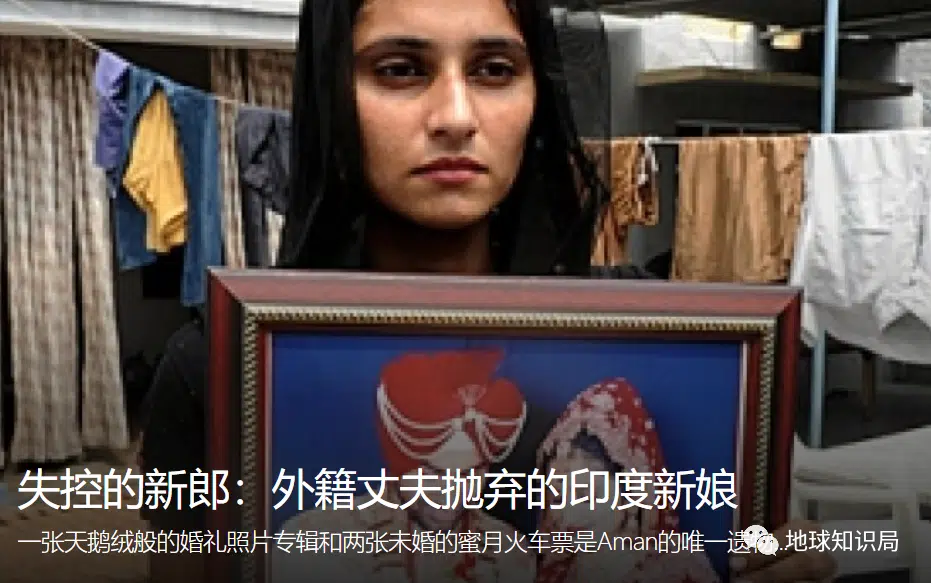 失控的新郎：外籍丈夫抛弃的印度新娘
一张天鹅绒般的婚礼照片专辑和两张未婚的蜜月火车票是Aman的唯一遗
地球知识局